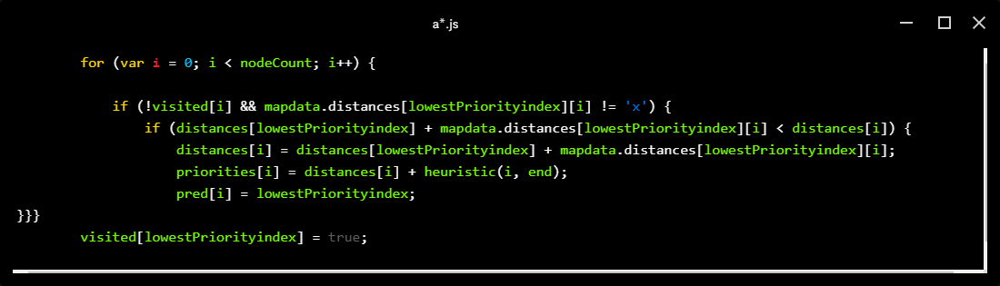 a*.js
for (var i = 0; i < nodeCount; i++) {
if (!visited[i] && mapdata.distances[lowestPriorityindex][i] != 'x') {
if (distances[lowestPriorityindex] + mapdata.distances[lowestPriorityindex][i] < distances[i]) {
distances[i] = distances[lowestPriorityindex] + mapdata.distances[lowestPriorityindex][i];
priorities[i] = distances[i] + heuristic(i, end);
pred[i] = lowestPriorityindex;
}}}
visited[lowestPriorityindex] = true;